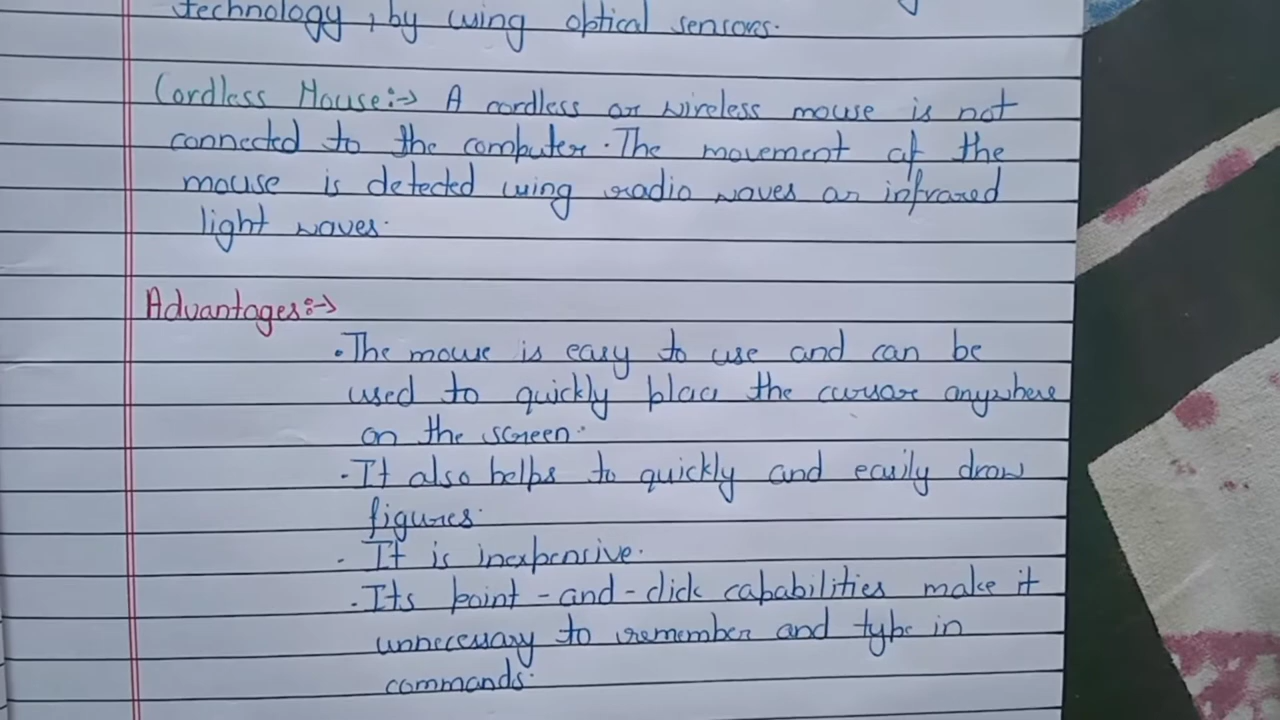 technology, by using optical sensors.
Cordless Mouse:→ A cordless or wireless mouse is not
connected to the computer. The movement of the
mouse is detected using radio waves or infrared
light waves.
Advantages:→
•The mouse is easy to use and can be
used to quickly place the cursor anywhere
on the screen.
•It also helps to quickly and easily draw
figures.
• It is inexpensive.
•Its point-and-click capabilities make it
unnecessary to remember and type in
commands.